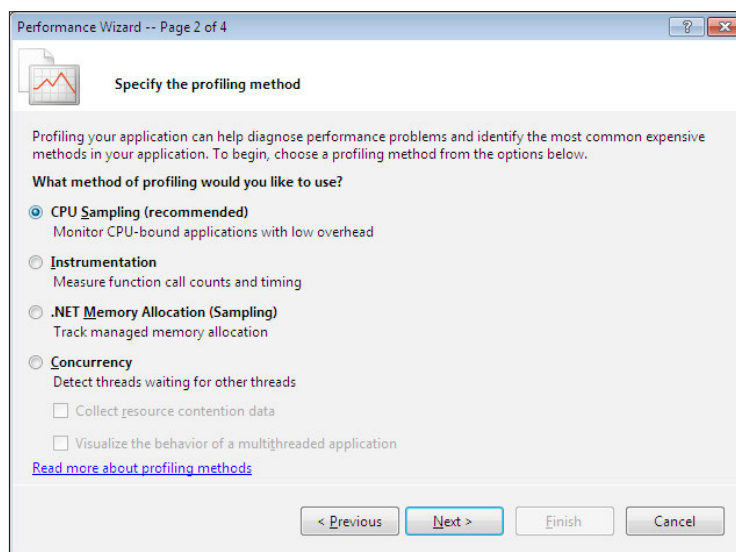 Performance Wizard -- Page 2 of 4
Specify the profiling method
Profiling your application can help diagnose performance problems and identify the most common expensive
methods in your application. To begin, choose a profiling method from the options below.
What method of profiling would you like to use?
CPU Sampling (recommended)
Monitor CPU-bound applications with low overhead
Instrumentation
Measure function call counts and timing
.NET Memory Allocation (Sampling)
Track managed memory allocation
Concurrency
Detect threads waiting for other threads
Collect resource contention data
Visualize the behavior of a multithreaded application
Read more about profiling methods
< Previous Next > Finish Cancel